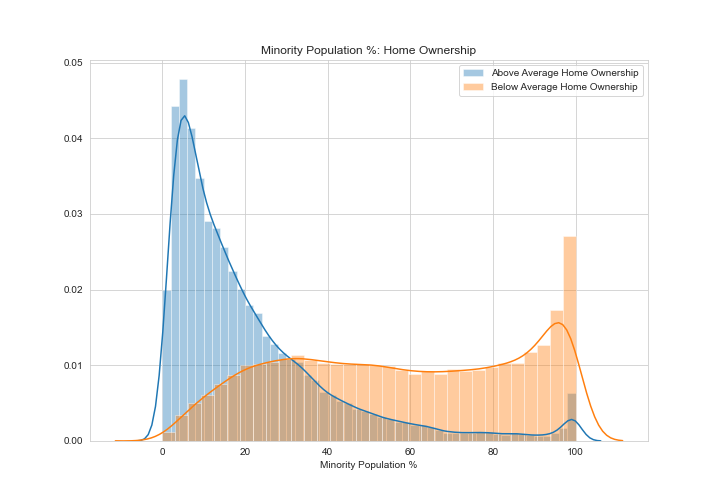 Minority Population %: Home Ownership
Above Average Home Ownership
Below Average Home Ownership
0.05
0.04
0.03
0.02
0.01
0.00
0 20 40 60 80 100
Minority Population %